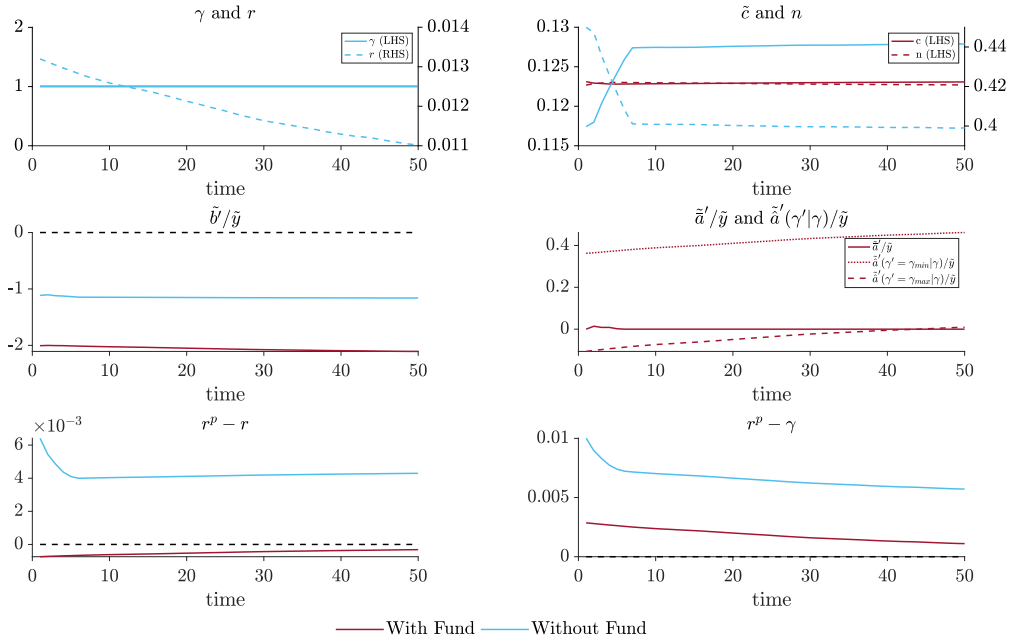 γ and r
2
1
0
0.014
0.013
0.012
0.011
γ (LHS)
r (RHS)
0 10 20 30 40 50
time
c̃ and n
0.13
0.125
0.12
0.115
0.44
0.42
0.4
c (LHS)
n (LHS)
0 10 20 30 40 50
time
b̃′/ỹ
0
-1
-2
0 10 20 30 40 50
time
ā̃′/ỹ and ã̂′(γ′|γ)/ỹ
0.4
0.2
0
ā̃′/ỹ
ã̂′(γ′ = γmin|γ)/ỹ
ã̂′(γ′ = γmax|γ)/ỹ
0 10 20 30 40 50
time
rᵖ − r
×10⁻³
6
4
2
0
0 10 20 30 40 50
time
rᵖ − γ
0.01
0.005
0
0 10 20 30 40 50
time
With Fund Without Fund